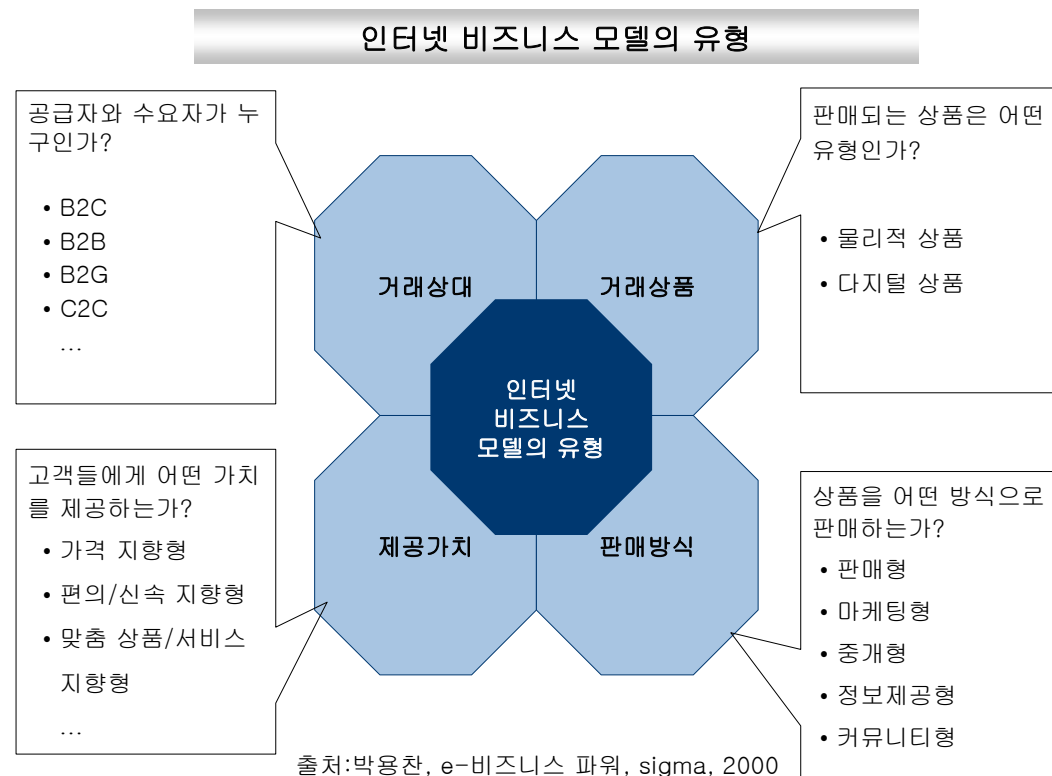 인터넷 비즈니스 모델의 유형
공급자와 수요자가 누
구인가?
• B2C
• B2B
• B2G
• C2C
…
판매되는 상품은 어떤
유형인가?
• 물리적 상품
• 다지털 상품
거래상대
거래상품
인터넷
비즈니스
모델의 유형
제공가치
판매방식
고객들에게 어떤 가치
를 제공하는가?
• 가격 지향형
• 편의/신속 지향형
• 맞춤 상품/서비스
지향형
…
상품을 어떤 방식으로
판매하는가?
• 판매형
• 마케팅형
• 중개형
• 정보제공형
• 커뮤니티형
출처:박용찬, e-비즈니스 파워, sigma, 2000